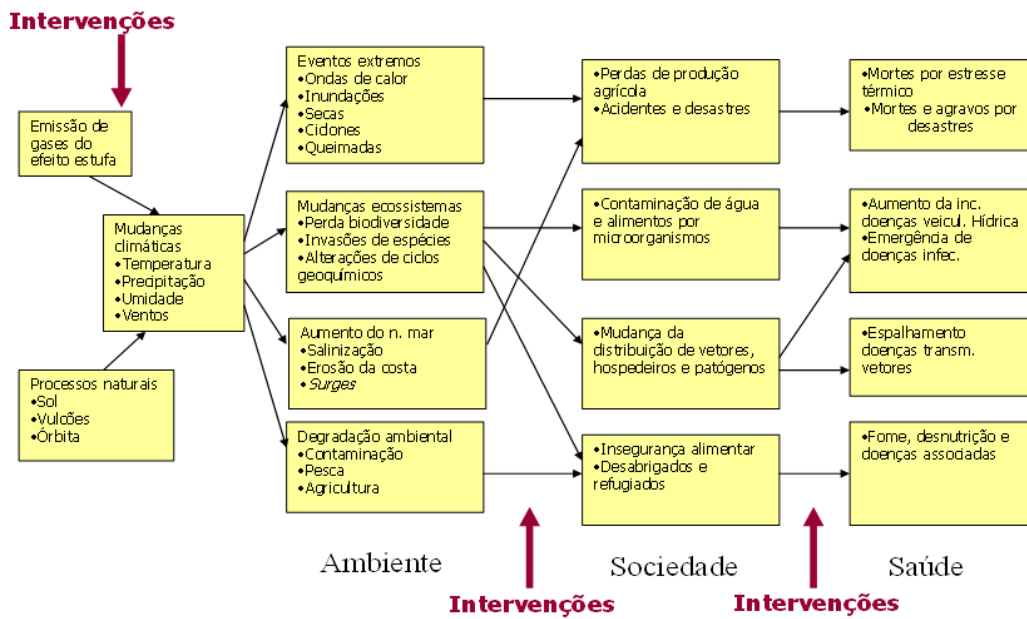 Intervenções
Emissão de
gases do
efeito estufa
Mudanças
climáticas
•Temperatura
•Precipitação
•Umidade
•Ventos
Processos naturais
•Sol
•Vulcões
•Órbita
Eventos extremos
•Ondas de calor
•Inundações
•Secas
•Ciclones
•Queimadas
Mudanças ecossistemas
•Perda biodiversidade
•Invasões de espécies
•Alterações de ciclos
geoquímicos
Aumento do n. mar
•Salinização
•Erosão da costa
•Surges
Degradação ambiental
•Contaminação
•Pesca
•Agricultura
Ambiente
•Perdas de produção
agrícola
•Acidentes e desastres
•Contaminação de água
e alimentos por
microorganismos
•Mudança da
distribuição de vetores,
hospedeiros e patógenos
•Insegurança alimentar
•Desabrigados e
refugiados
Sociedade
•Mortes por estresse
térmico
•Mortes e agravos por
desastres
•Aumento da inc.
doenças veicul. Hídrica
•Emergência de
doenças infec.
•Espalhamento
doenças transm.
vetores
•Fome, desnutrição e
doenças associadas
Saúde
Intervenções
Intervenções